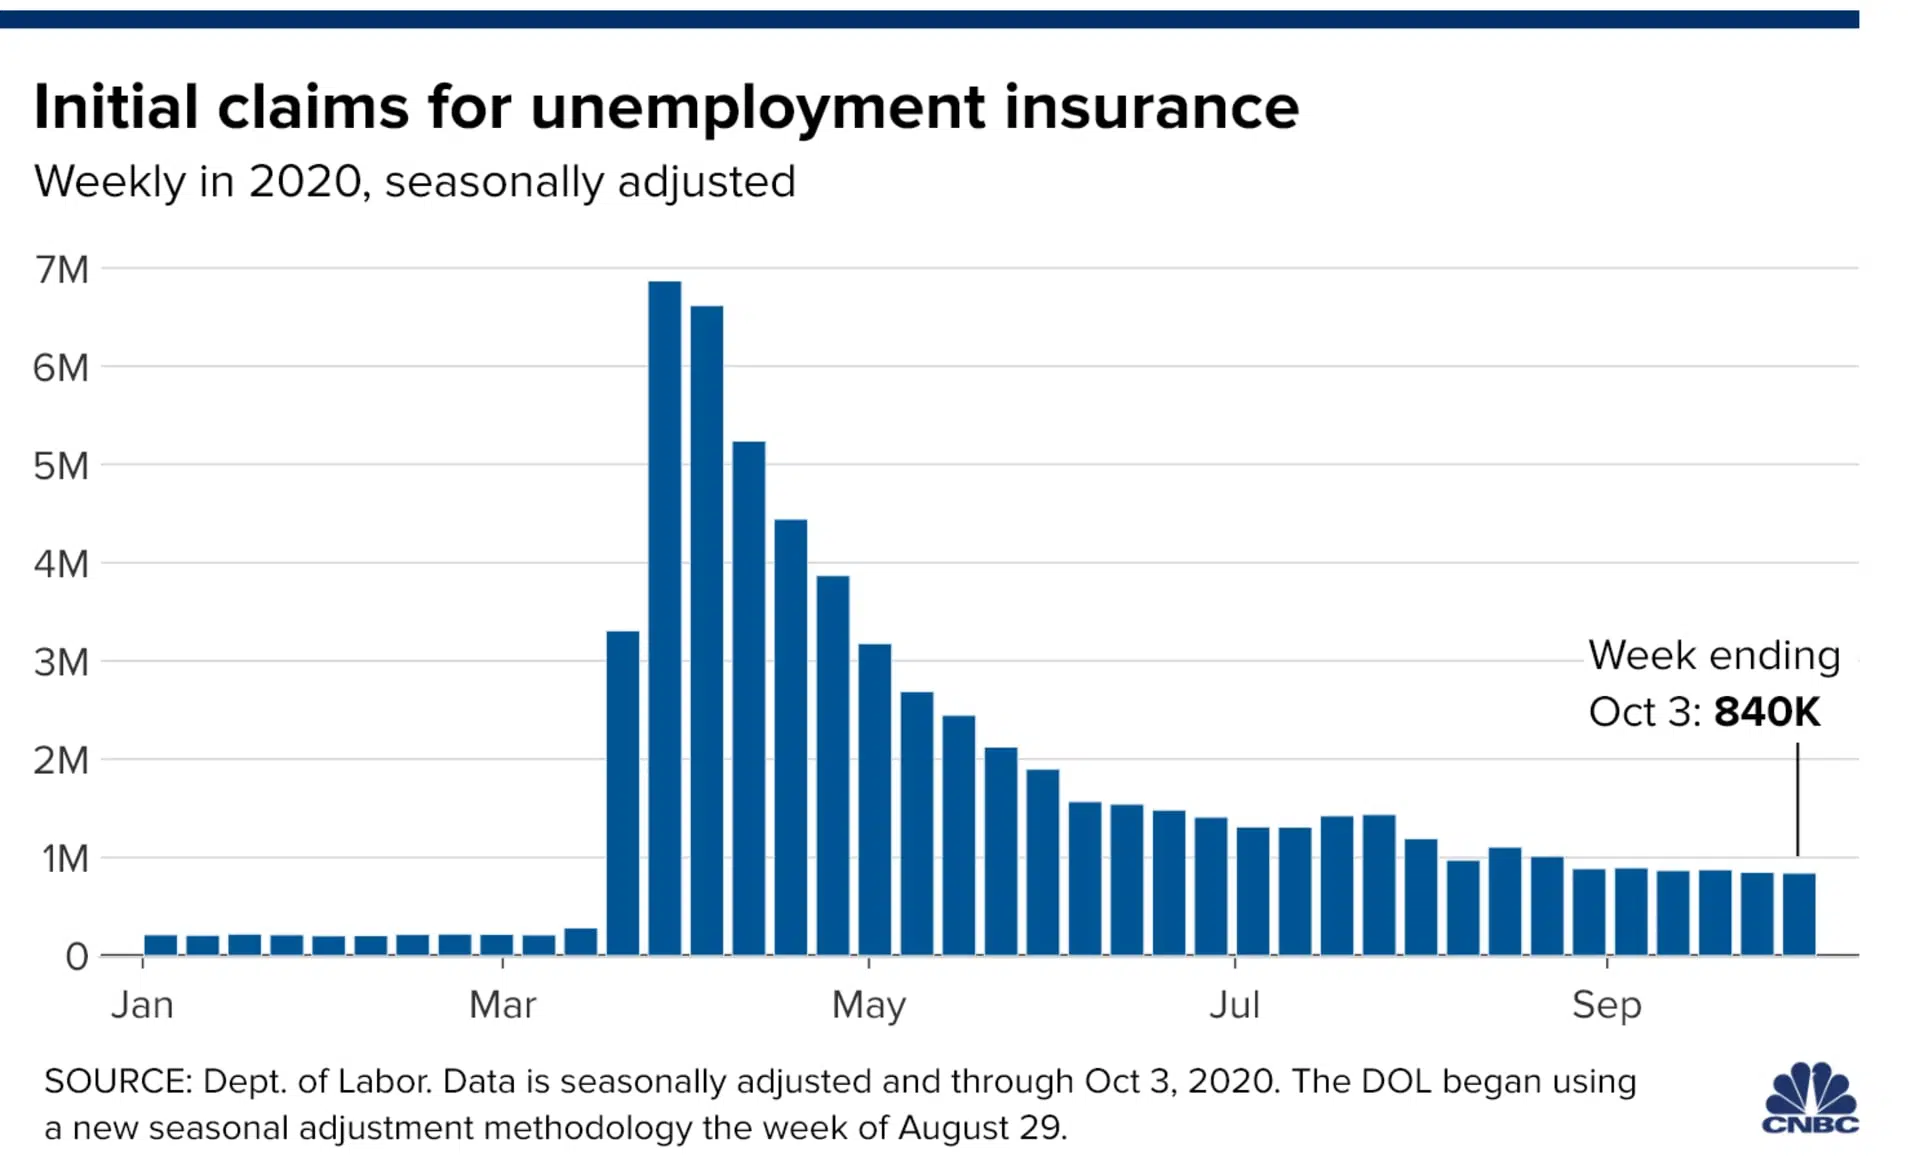 Initial claims for unemployment insurance
Weekly in 2020, seasonally adjusted
7M
6M
5M
4M
3M
2M
1M
0
Week ending
Oct 3: 840K
Jan
Mar
May
Jul
Sep
SOURCE: Dept. of Labor. Data is seasonally adjusted and through Oct 3, 2020. The DOL began using
a new seasonal adjustment methodology the week of August 29.
CNBC